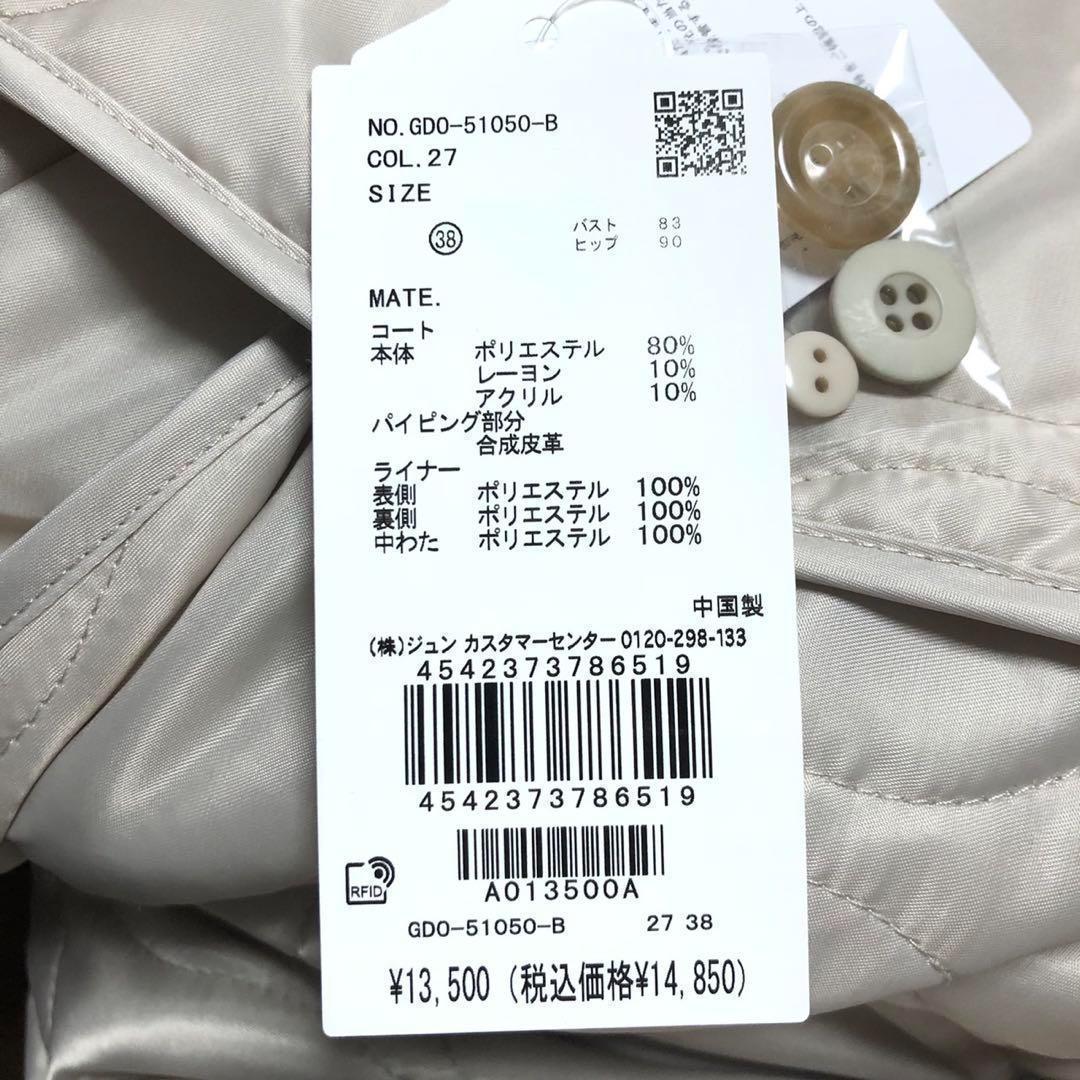 NO.GDO-51050-B
COL.27
SIZE
㊳ バスト 83
ヒップ 90
MATE.
コート
本体 ポリエステル 80%
レーヨン 10%
アクリル 10%
パイピング部分
合成皮革
ライナー
表側 ポリエステル 100%
裏側 ポリエステル 100%
中わた ポリエステル 100%
中国製
(株)ジュン カスタマーセンター 0120-298-133
4542373786519
4542373786519
RFID
A013500A
GDO-51050-B 27 38
¥13,500 (税込価格¥14,850)